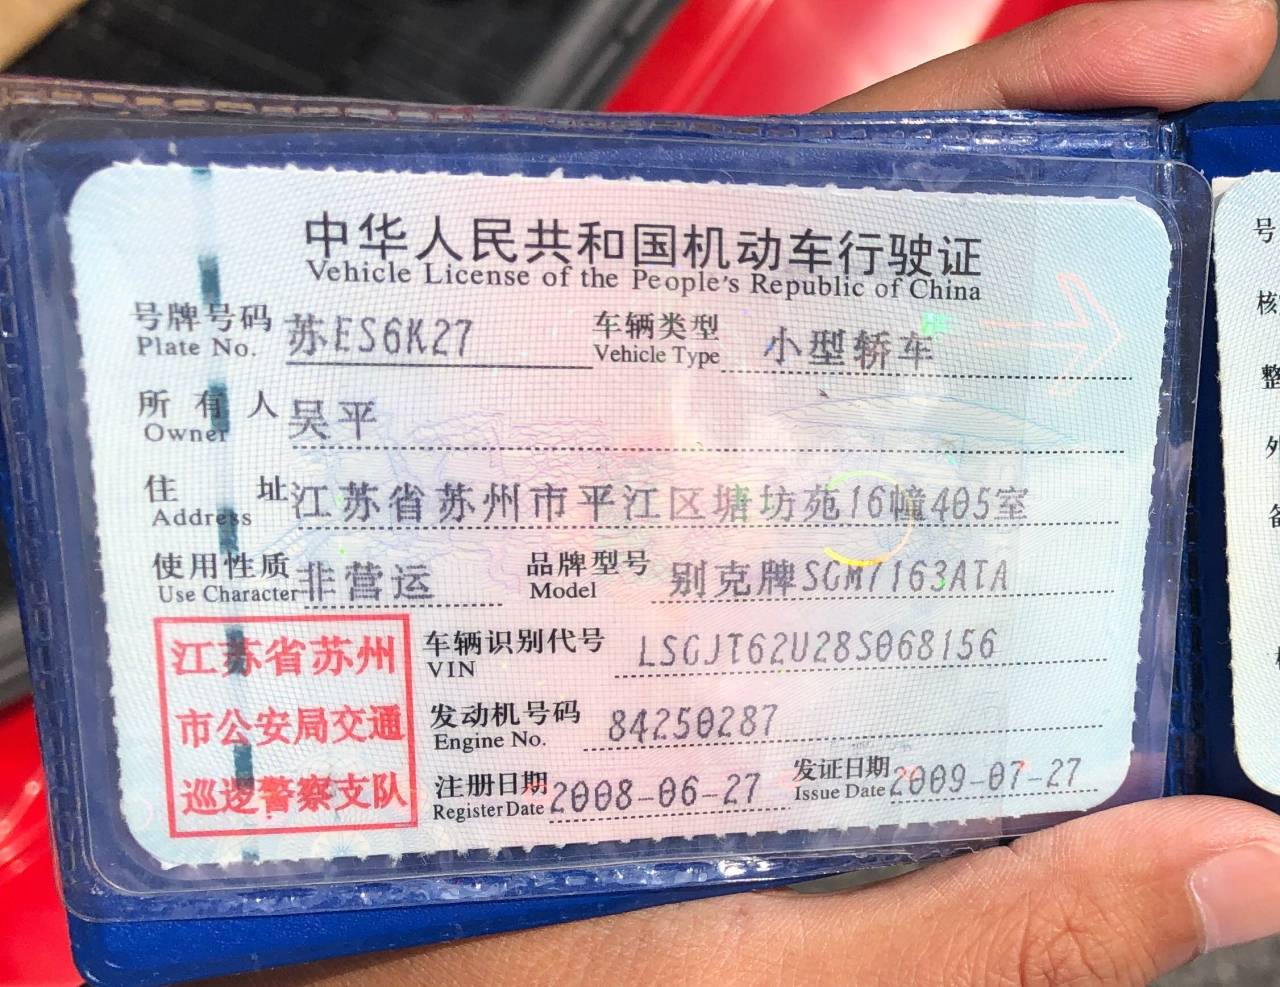 中华人民共和国机动车行驶证
Vehicle License of the People's Republic of China
号牌号码 苏ES6K27 车辆类型 小型轿车
Plate No. Vehicle Type
所有人 吴平
Owner
住址 江苏省苏州市平江区塘坊苑16幢405室
Address
使用性质 非营运 品牌型号 别克牌SGM7163ATA
Use Character Model
江苏省苏州
市公安局交通
巡逻警察支队
车辆识别代号 LSGJT62U28S068156
VIN
发动机号码 84250287
Engine No.
注册日期 2008-06-27 发证日期 2009-07-27
Register Date Issue Date
号
核
整
外
备